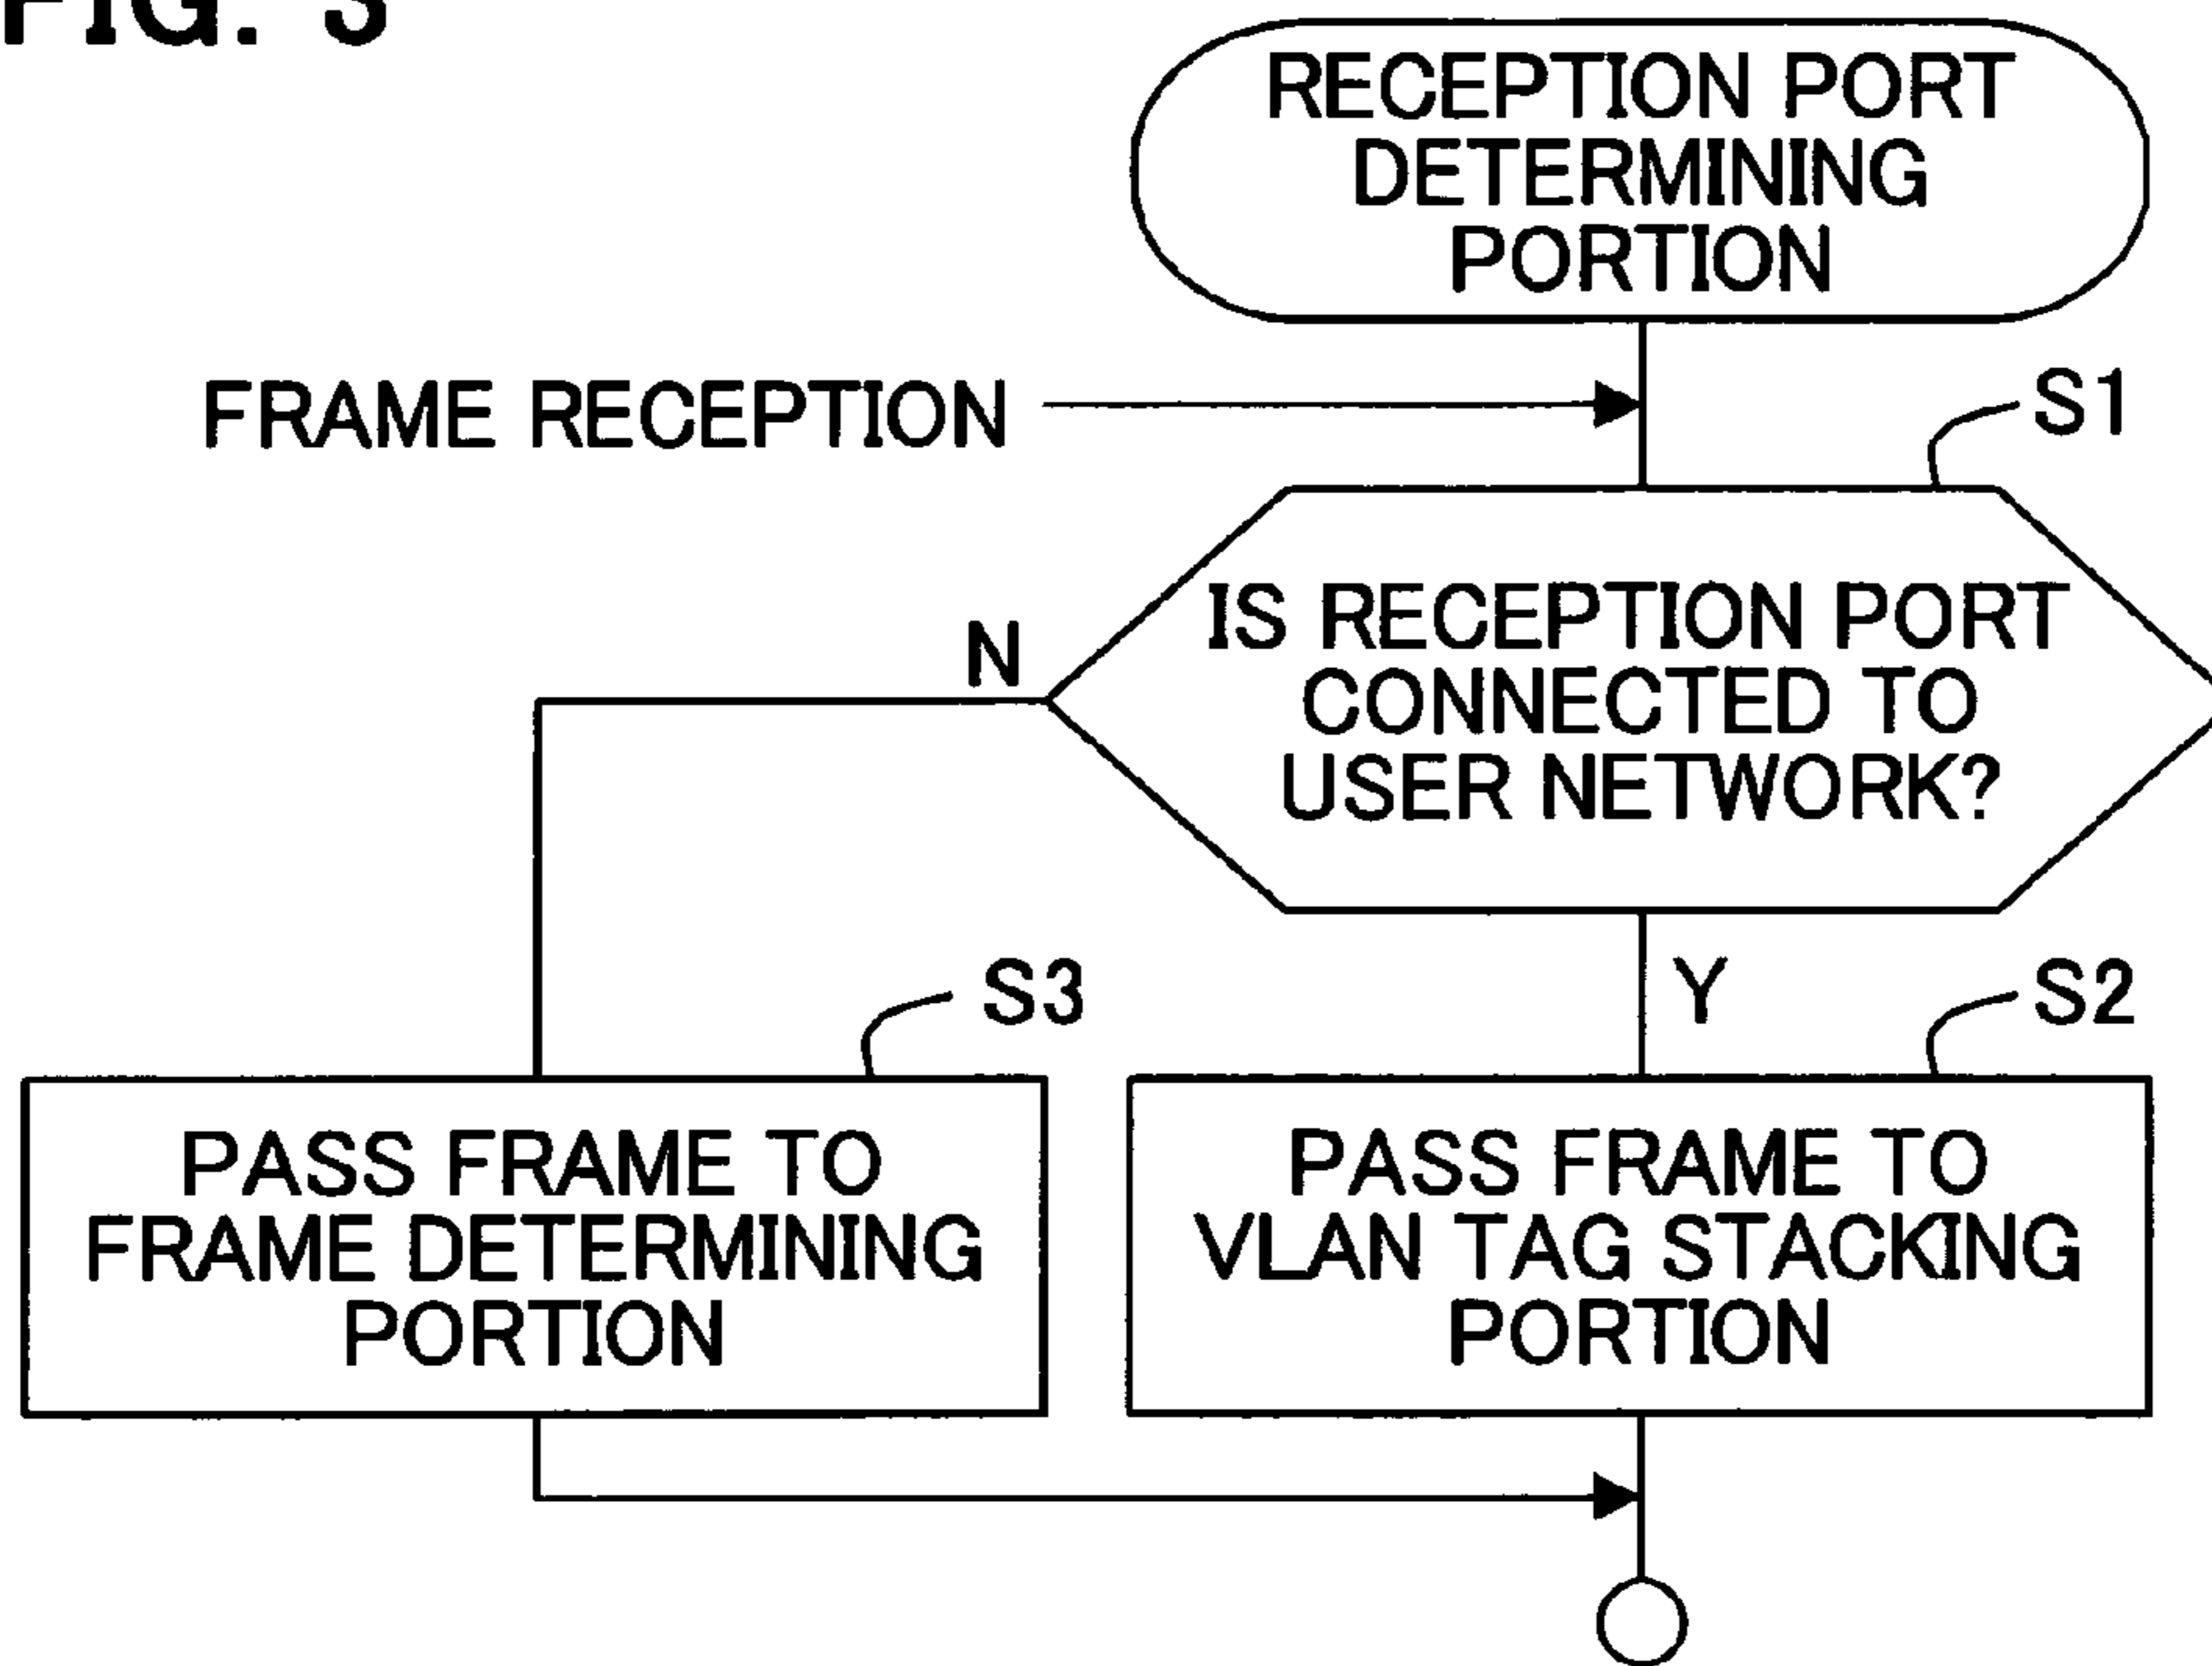 FIG. 3
RECEPTION PORT
DETERMINING
PORTION
FRAME RECEPTION
S1
IS RECEPTION PORT
CONNECTED TO
USER NETWORK?
N
Y
S3
S2
PASS FRAME TO
FRAME DETERMINING
PORTION
PASS FRAME TO
VLAN TAG STACKING
PORTION